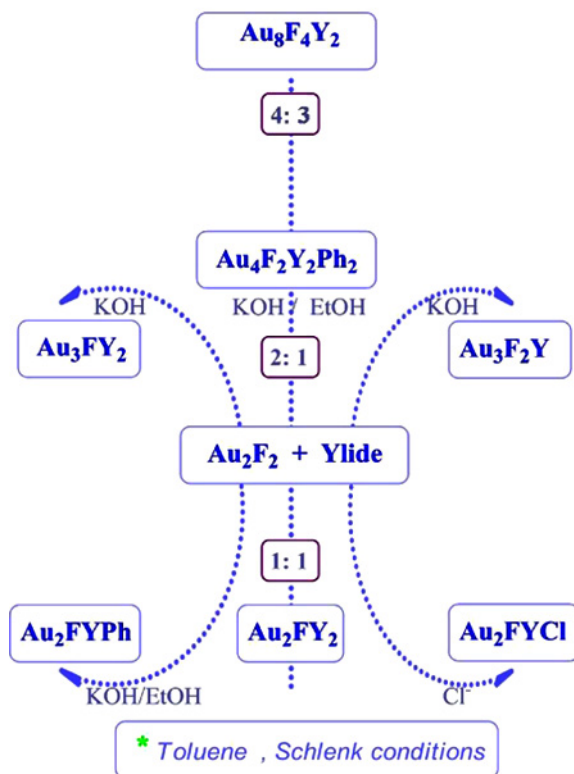 Au₈F₄Y₂
4: 3
Au₄F₂Y₂Ph₂
KOH KOH / EtOH KOH
Au₃FY₂ Au₃F₂Y
2: 1
Au₂F₂ + Ylide
1: 1
Au₂FYPh Au₂FY₂ Au₂FYCl
KOH/EtOH Cl⁻
* Toluene , Schlenk conditions